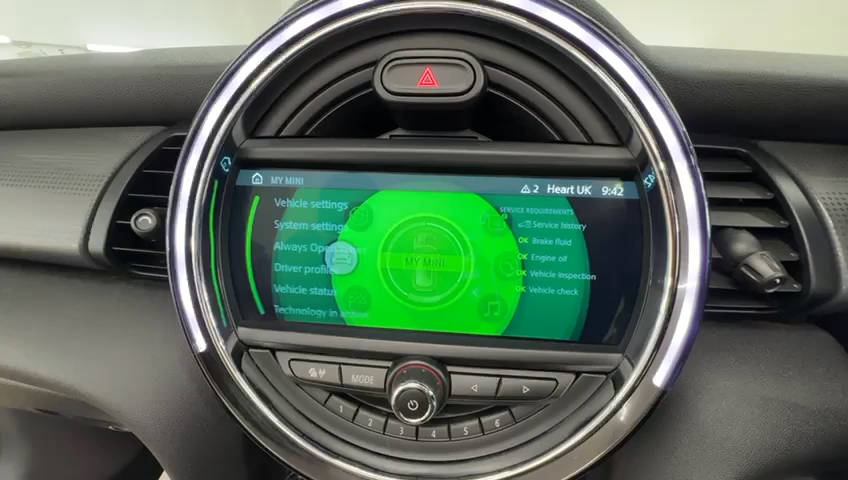 MY MINI
2 Heart UK 9:42
Vehicle settings
System settings
Always Open
Driver profile
Vehicle status
Technology in action
MY MINI
SERVICE REQUIREMENTS
Service history
OK Brake fluid
OK Engine oil
OK Vehicle inspection
OK Vehicle check
MODE
1 2 3 4 5 6